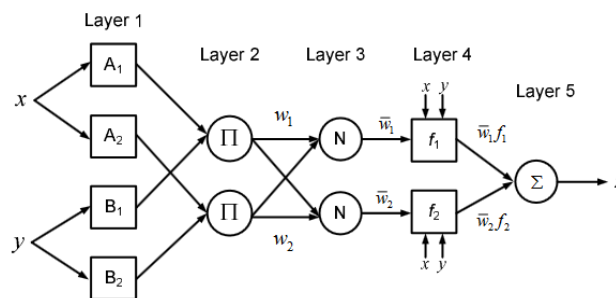 Layer 1
Layer 2
Layer 3
Layer 4
Layer 5
x
y
A₁
A₂
B₁
B₂
Π
Π
w₁
w₂
N
N
w̅₁
w̅₂
x y
f₁
f₂
x y
w̅₁f₁
w̅₂f₂
Σ